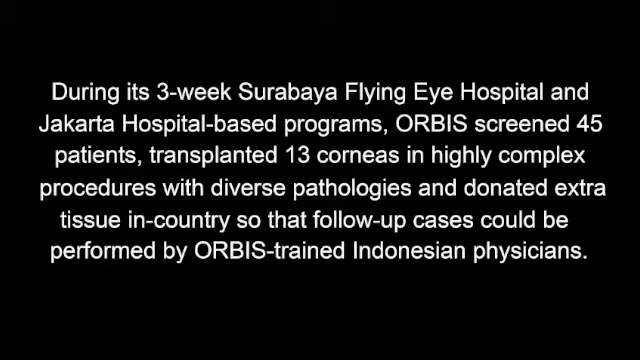 During its 3-week Surabaya Flying Eye Hospital and
Jakarta Hospital-based programs, ORBIS screened 45
patients, transplanted 13 corneas in highly complex
procedures with diverse pathologies and donated extra
tissue in-country so that follow-up cases could be
performed by ORBIS-trained Indonesian physicians.